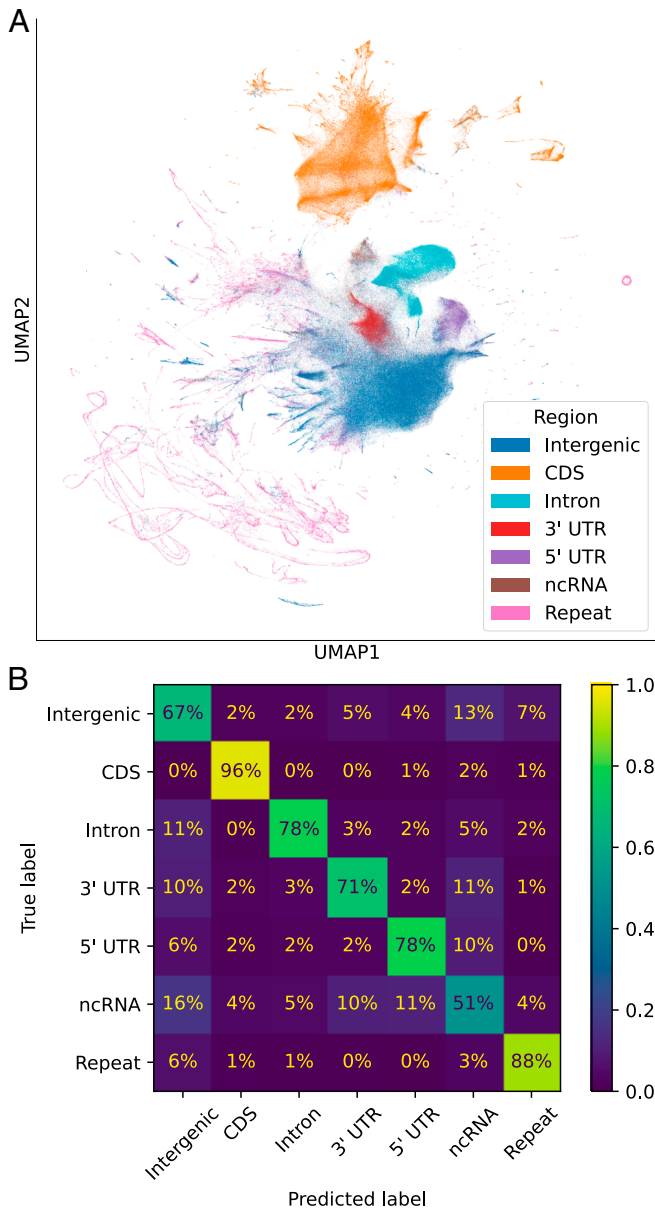 A
UMAP2
UMAP1
Region
Intergenic
CDS
Intron
3' UTR
5' UTR
ncRNA
Repeat
B
True label
Intergenic 67% 2% 2% 5% 4% 13% 7%
CDS 0% 96% 0% 0% 1% 2% 1%
Intron 11% 0% 78% 3% 2% 5% 2%
3' UTR 10% 2% 3% 71% 2% 11% 1%
5' UTR 6% 2% 2% 2% 78% 10% 0%
ncRNA 16% 4% 5% 10% 11% 51% 4%
Repeat 6% 1% 1% 0% 0% 3% 88%
Intergenic CDS Intron 3' UTR 5' UTR ncRNA Repeat
Predicted label
1.0
0.8
0.6
0.4
0.2
0.0